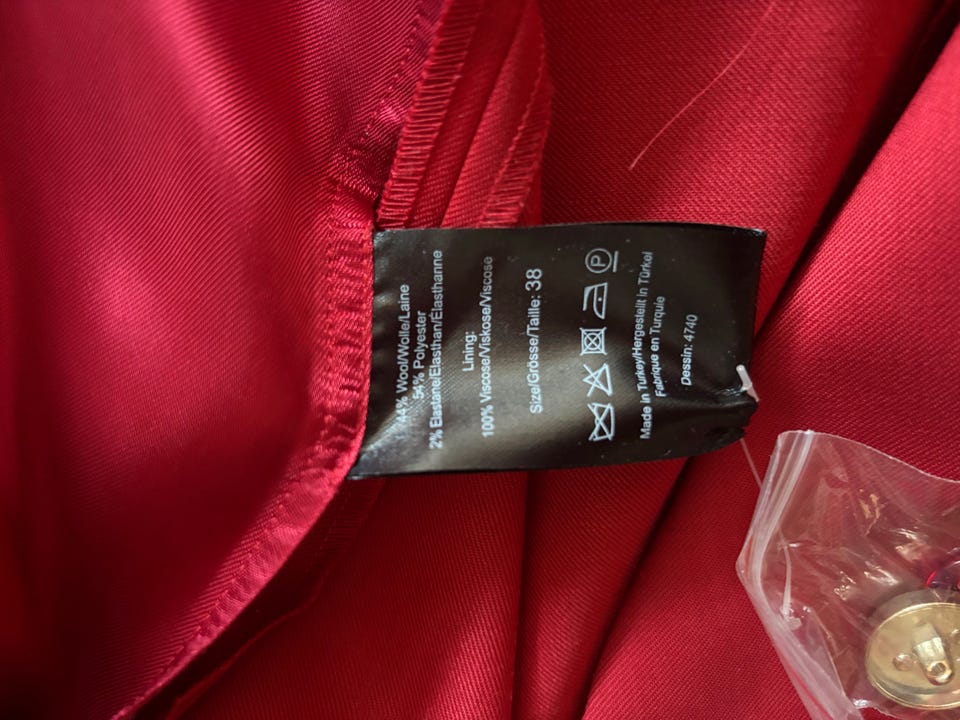 44% Wool/Wolle/Laine
54% Polyester
2% Elastane/Elasthan/Elasthanne
Lining:
100% Viscose/Viskose/Viscose
Size/Grösse/Taille: 38
P
Made in Turkey/Hergestellt in Türkei
Fabriqué en Turquie
Dessin: 4740